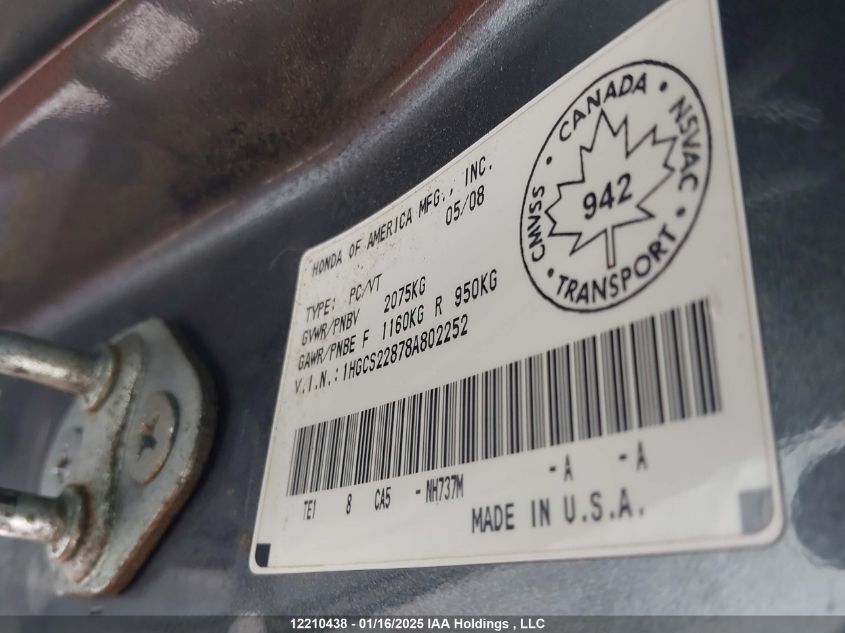 HONDA OF AMERICA MFG., INC.
05/08
TYPE: PC/VT
GVWR/PNBV 2075KG
GAWR/PNBE F 1160KG R 950KG
V.I.N.:1HGCS22878A802252
CMVSS • CANADA • NSVAC • TRANSPORT •
942
TE1 8 CA5 - NH737M -A -A
MADE IN U.S.A.
12210438 - 01/16/2025 IAA Holdings , LLC